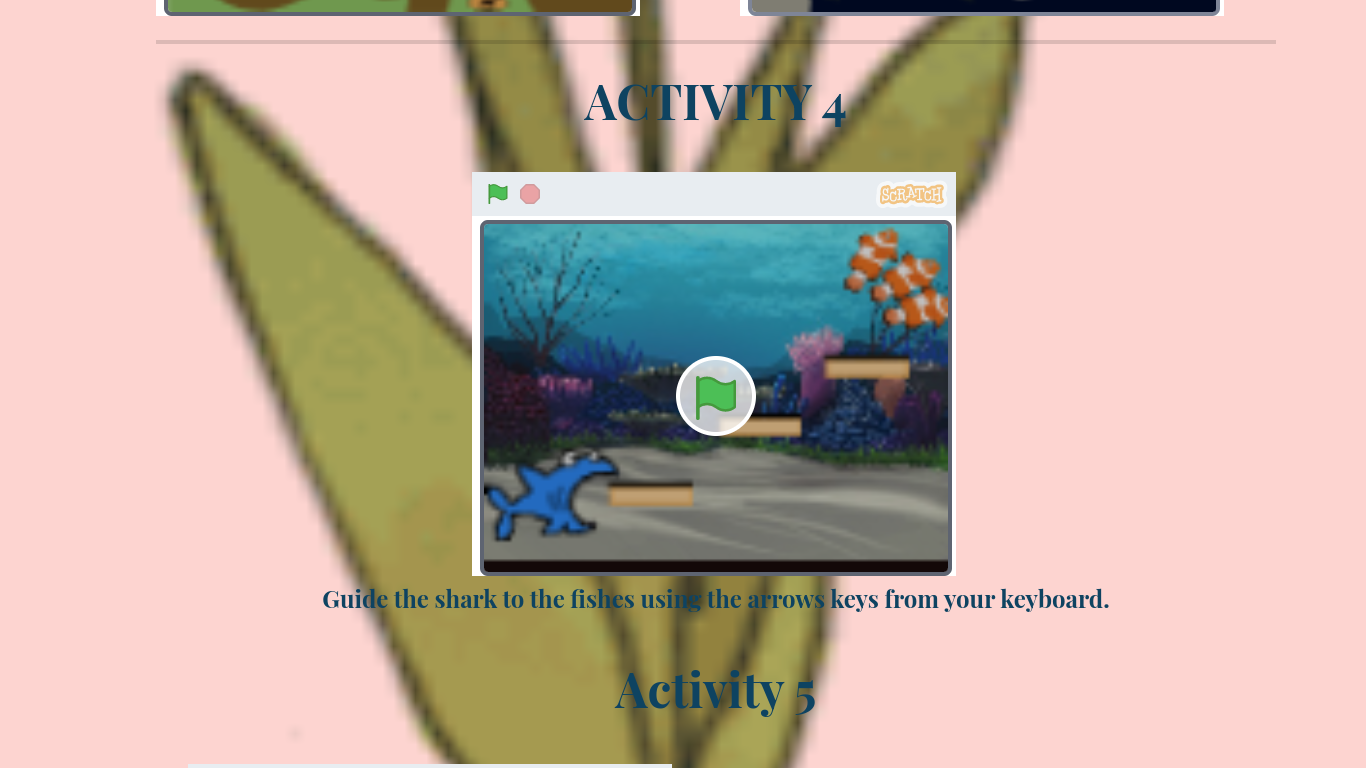 ACTIVITY 4
SCRATCH
Guide the shark to the fishes using the arrows keys from your keyboard.
Activity 5